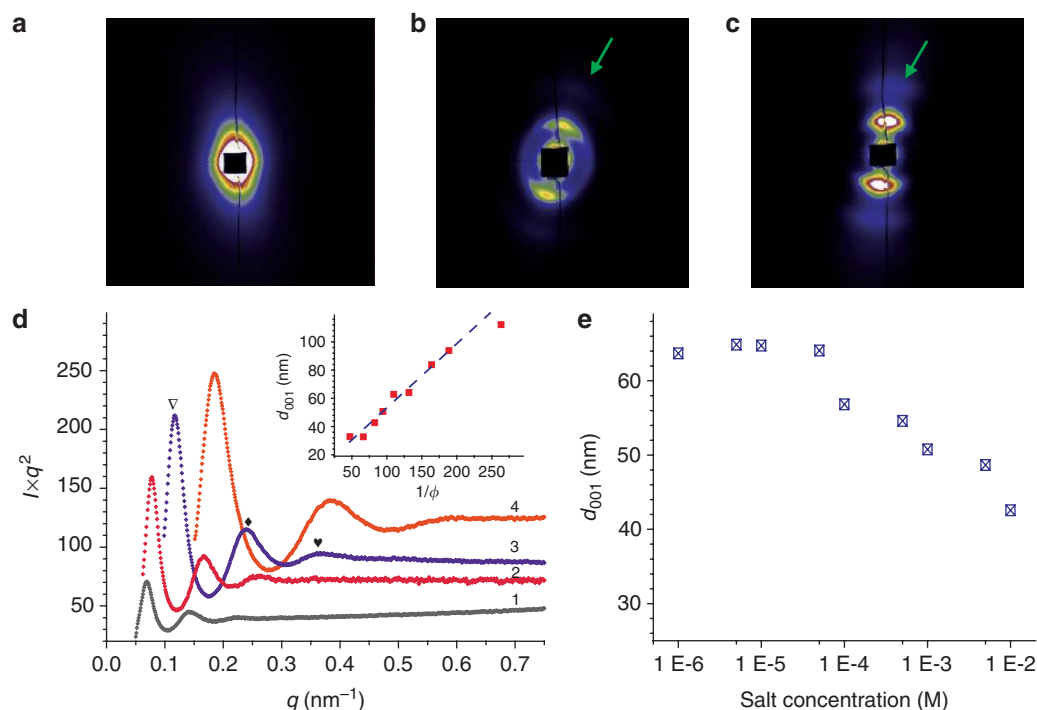 a
b
c
d
I×q²
250
200
150
100
50
∇
♦
♥
4
3
2
1
0.0 0.1 0.2 0.3 0.4 0.5 0.6 0.7
q (nm⁻¹)
d₀₀₁ (nm)
100
80
60
40
20
50 100 150 200 250
1/ϕ
e
d₀₀₁ (nm)
60
50
40
30
1 E-6 1 E-5 1 E-4 1 E-3 1 E-2
Salt concentration (M)